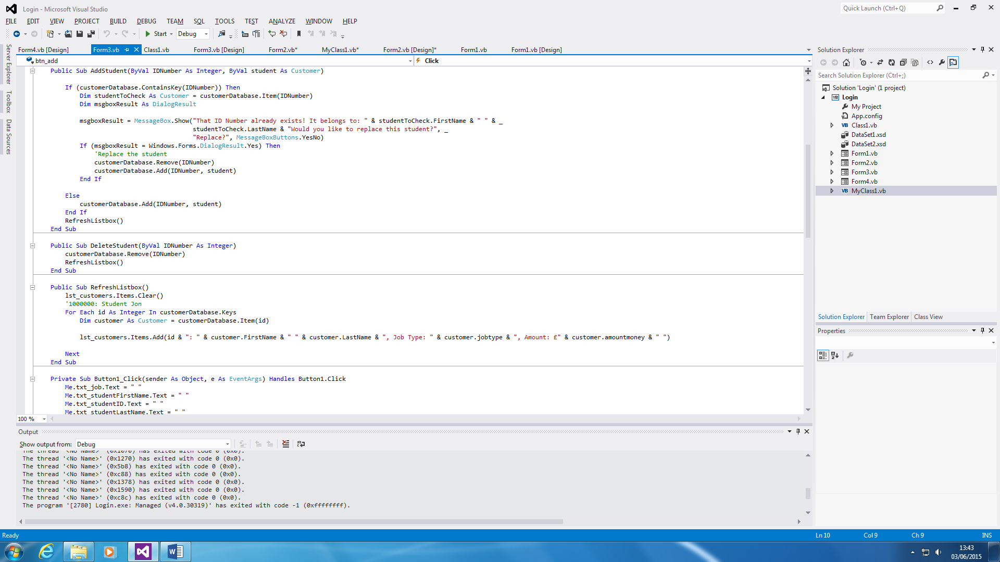 Login - Microsoft Visual Studio
Quick Launch (Ctrl+Q)
FILE EDIT VIEW PROJECT BUILD DEBUG TEAM SQL TOOLS TEST ANALYZE WINDOW HELP
Start Debug
Form4.vb [Design] Form3.vb Class1.vb Form3.vb [Design] Form2.vb* MyClass1.vb* Form2.vb [Design]* Form1.vb Form1.vb [Design]
btn_add Click
Server Explorer
Toolbox
Data Sources
Public Sub AddStudent(ByVal IDNumber As Integer, ByVal student As Customer)
If (customerDatabase.ContainsKey(IDNumber)) Then
Dim studentToCheck As Customer = customerDatabase.Item(IDNumber)
Dim msgboxResult As DialogResult
msgboxResult = MessageBox.Show("That ID Number already exists! It belongs to: " & studentToCheck.FirstName & " " & _
studentToCheck.LastName & "Would you like to replace this student?", _
"Replace?", MessageBoxButtons.YesNo)
If (msgboxResult = Windows.Forms.DialogResult.Yes) Then
'Replace the student
customerDatabase.Remove(IDNumber)
customerDatabase.Add(IDNumber, student)
End If
Else
customerDatabase.Add(IDNumber, student)
End If
RefreshListbox()
End Sub
Public Sub DeleteStudent(ByVal IDNumber As Integer)
customerDatabase.Remove(IDNumber)
RefreshListbox()
End Sub
Public Sub RefreshListbox()
lst_customers.Items.Clear()
'1000000: Student Jon
For Each id As Integer In customerDatabase.Keys
Dim customer As Customer = customerDatabase.Item(id)
lst_customers.Items.Add(id & ": " & customer.FirstName & " " & customer.LastName & ", Job Type: " & customer.jobtype & ", Amount: £" & customer.amountmoney & " ")
Next
End Sub
Private Sub Button1_Click(sender As Object, e As EventArgs) Handles Button1.Click
Me.txt_job.Text = " "
Me.txt_studentFirstName.Text = " "
Me.txt_studentID.Text = " "
Me.txt_studentLastName.Text = " "
100 %
Output
Show output from: Debug
The thread '<No Name>' (0x1070) has exited with code 0 (0x0).
The thread '<No Name>' (0x1270) has exited with code 0 (0x0).
The thread '<No Name>' (0x5b8) has exited with code 0 (0x0).
The thread '<No Name>' (0xc88) has exited with code 0 (0x0).
The thread '<No Name>' (0x1378) has exited with code 0 (0x0).
The thread '<No Name>' (0x1590) has exited with code 0 (0x0).
The thread '<No Name>' (0xc8c) has exited with code 0 (0x0).
The program '[2780] Login.exe: Managed (v4.0.30319)' has exited with code -1 (0xffffffff).
Solution Explorer
Search Solution Explorer (Ctrl+;)
Solution 'Login' (1 project)
VB Login
My Project
App.config
VB Class1.vb
DataSet1.xsd
DataSet2.xsd
Form1.vb
Form2.vb
Form3.vb
Form4.vb
VB MyClass1.vb
Solution Explorer Team Explorer Class View
Properties
Ready Ln 10 Col 9 Ch 9 INS
13:43
03/06/2015